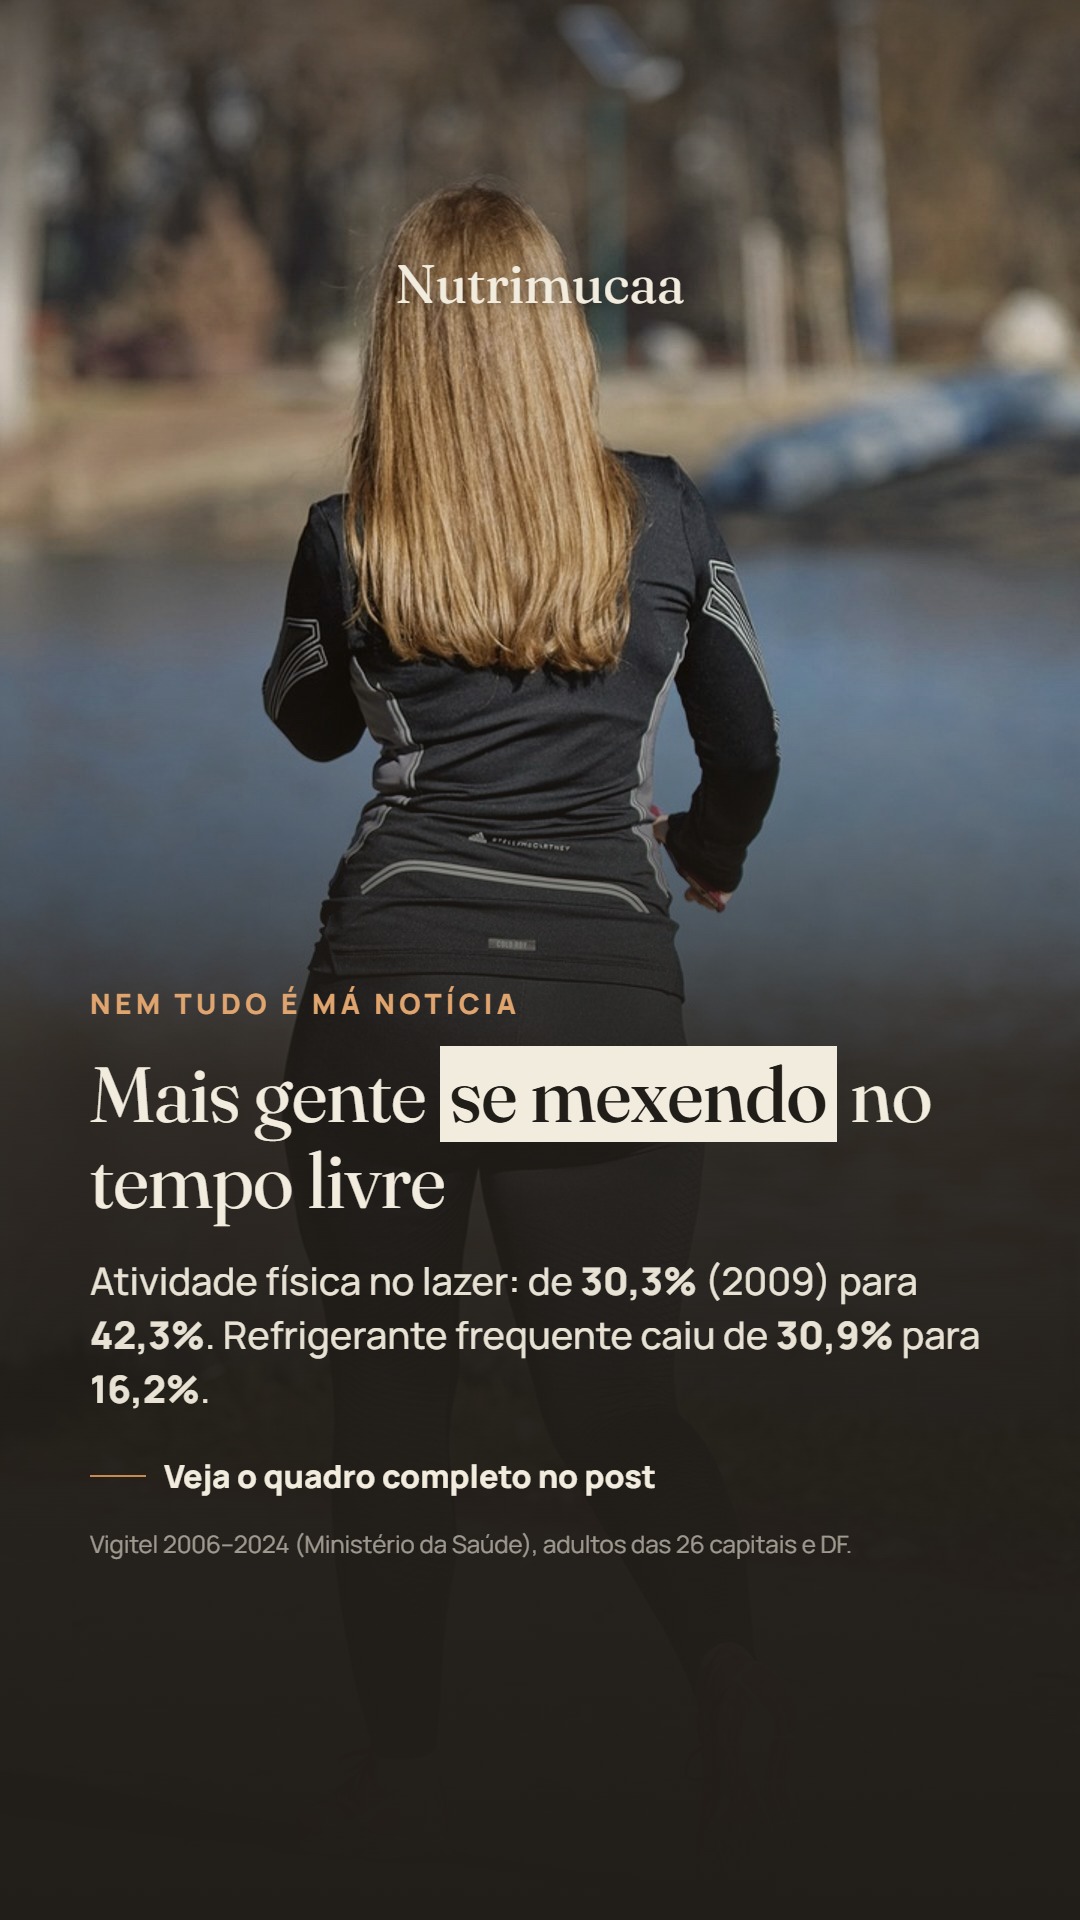 Nutrimucaa
STELLAMCCARTNEY
NEM TUDO É MÁ NOTÍCIA
Mais gente se mexendo no
tempo livre
Atividade física no lazer: de 30,3% (2009) para
42,3%. Refrigerante frequente caiu de 30,9% para
16,2%.
Veja o quadro completo no post
Vigitel 2006–2024 (Ministério da Saúde), adultos das 26 capitais e DF.